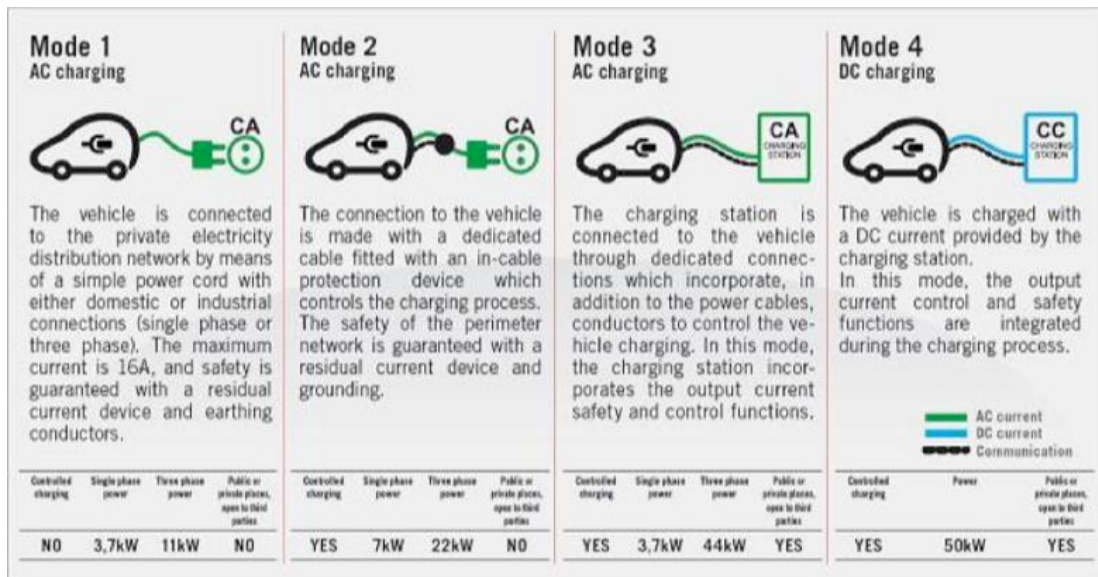 Mode 1
AC charging
CA
The vehicle is connected
to the private electricity
distribution network by means
of a simple power cord with
either domestic or industrial
connections (single phase or
three phase). The maximum
current is 16A, and safety is
guaranteed with a residual
current device and earthing
conductors.
Controlled charging Single phase power Three phase power Public or private places, open to third parties
NO 3,7kW 11kW NO
Mode 2
AC charging
CA
The connection to the vehicle
is made with a dedicated
cable fitted with an in-cable
protection device which
controls the charging process.
The safety of the perimeter
network is guaranteed with a
residual current device and
grounding.
Controlled charging Single phase power Three phase power Public or private places, open to third parties
YES 7kW 22kW NO
Mode 3
AC charging
CA
CHARGING
STATION
The charging station is
connected to the vehicle
through dedicated connec-
tions which incorporate, in
addition to the power cables,
conductors to control the ve-
hicle charging. In this mode,
the charging station incor-
porates the output current
safety and control functions.
Controlled charging Single phase power Three phase power Public or private places, open to third parties
YES 3,7kW 44kW YES
Mode 4
DC charging
CC
CHARGING
STATION
The vehicle is charged with
a DC current provided by the
charging station.
In this mode, the output
current control and safety
functions are integrated
during the charging process.
AC current
DC current
Communication
Controlled charging Power Public or private places, open to third parties
YES 50kW YES